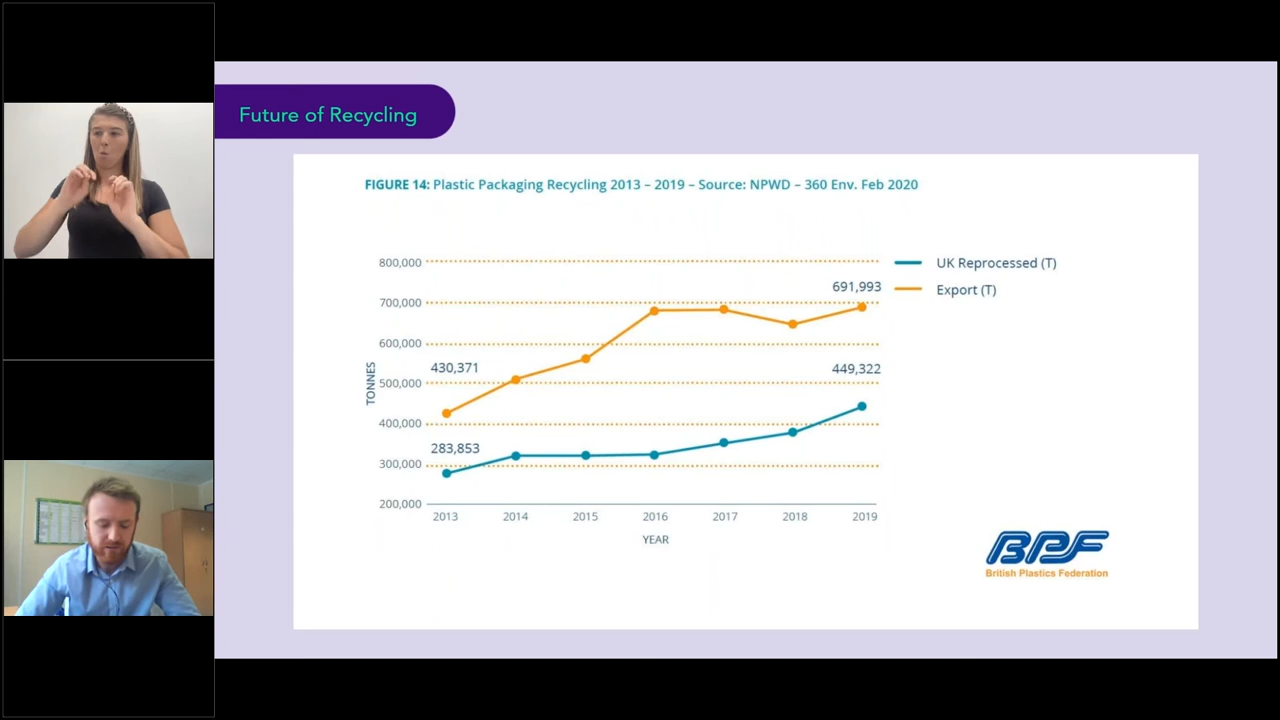 Future of Recycling
FIGURE 14: Plastic Packaging Recycling 2013 – 2019 – Source: NPWD – 360 Env. Feb 2020
800,000
700,000
600,000
500,000
400,000
300,000
200,000
TONNES
430,371
283,853
691,993
449,322
2013 2014 2015 2016 2017 2018 2019
YEAR
UK Reprocessed (T)
Export (T)
BPF
British Plastics Federation